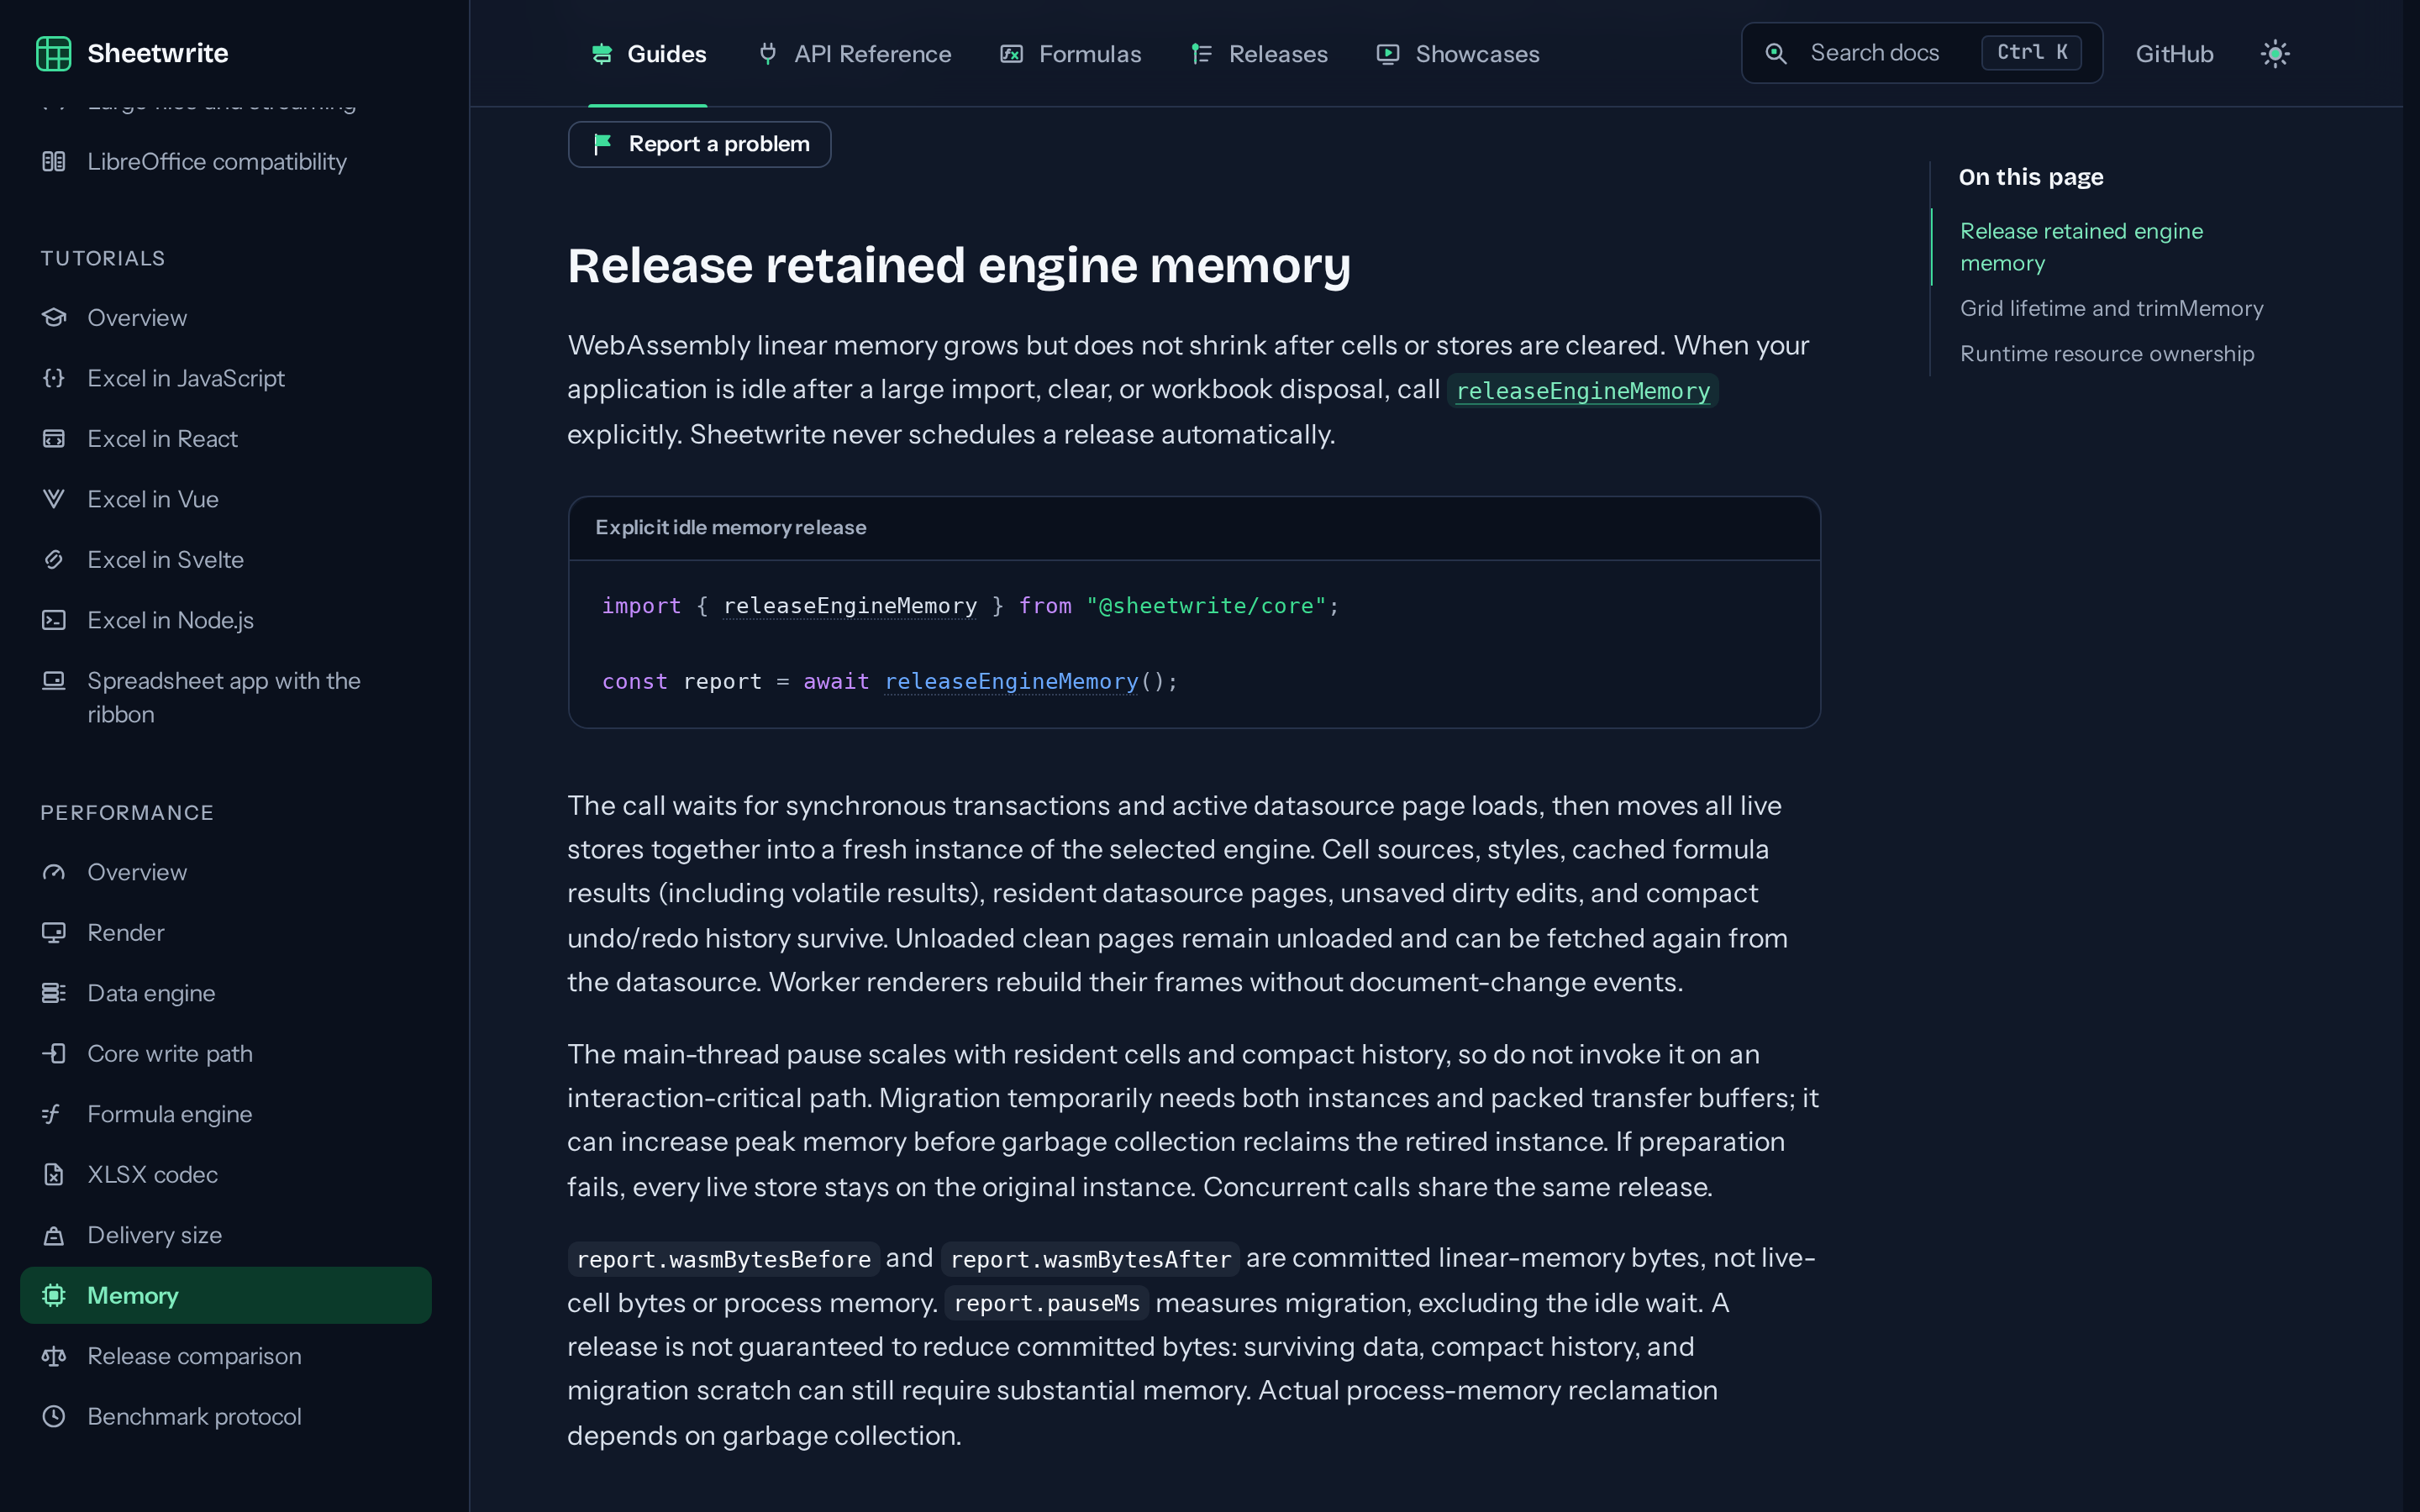 Sheetwrite
Guides
API Reference
Formulas
Releases
Showcases
Search docs
Ctrl K
GitHub
Large files and streaming
LibreOffice compatibility
TUTORIALS
Overview
Excel in JavaScript
Excel in React
Excel in Vue
Excel in Svelte
Excel in Node.js
Spreadsheet app with the
ribbon
PERFORMANCE
Overview
Render
Data engine
Core write path
Formula engine
XLSX codec
Delivery size
Memory
Release comparison
Benchmark protocol
Report a problem
Release retained engine memory
WebAssembly linear memory grows but does not shrink after cells or stores are cleared. When your
application is idle after a large import, clear, or workbook disposal, call releaseEngineMemory
explicitly. Sheetwrite never schedules a release automatically.
Explicit idle memory release
import { releaseEngineMemory } from "@sheetwrite/core";
const report = await releaseEngineMemory();
The call waits for synchronous transactions and active datasource page loads, then moves all live
stores together into a fresh instance of the selected engine. Cell sources, styles, cached formula
results (including volatile results), resident datasource pages, unsaved dirty edits, and compact
undo/redo history survive. Unloaded clean pages remain unloaded and can be fetched again from
the datasource. Worker renderers rebuild their frames without document-change events.
The main-thread pause scales with resident cells and compact history, so do not invoke it on an
interaction-critical path. Migration temporarily needs both instances and packed transfer buffers; it
can increase peak memory before garbage collection reclaims the retired instance. If preparation
fails, every live store stays on the original instance. Concurrent calls share the same release.
report.wasmBytesBefore and report.wasmBytesAfter are committed linear-memory bytes, not live-
cell bytes or process memory. report.pauseMs measures migration, excluding the idle wait. A
release is not guaranteed to reduce committed bytes: surviving data, compact history, and
migration scratch can still require substantial memory. Actual process-memory reclamation
depends on garbage collection.
On this page
Release retained engine
memory
Grid lifetime and trimMemory
Runtime resource ownership